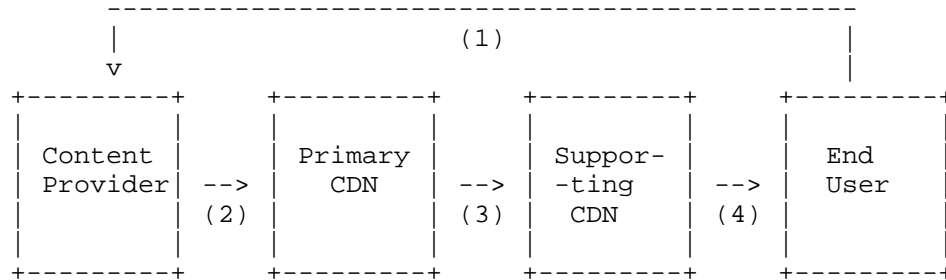 (1)
v
Content Primary Suppor- End
Provider --> CDN --> -ting --> User
(2) (3) CDN (4)